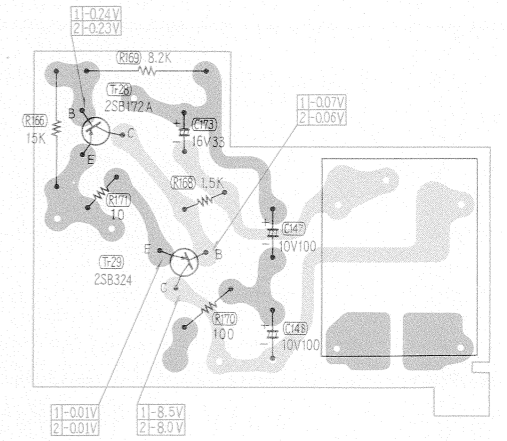 1 -0.24V
2 -0.23V
R169 8.2K
Tr28
2SB172A
B
C
E
R166
15K
+
C173
-
16V33
1 -0.07V
2 -0.06V
R168 1.5K
R171
10
E
B
C
Tr29
2SB324
+
C147
-
10V100
R170
100
+
C148
-
10V100
1 -0.01V
2 -0.01V
1 -8.5V
2 -8.0V